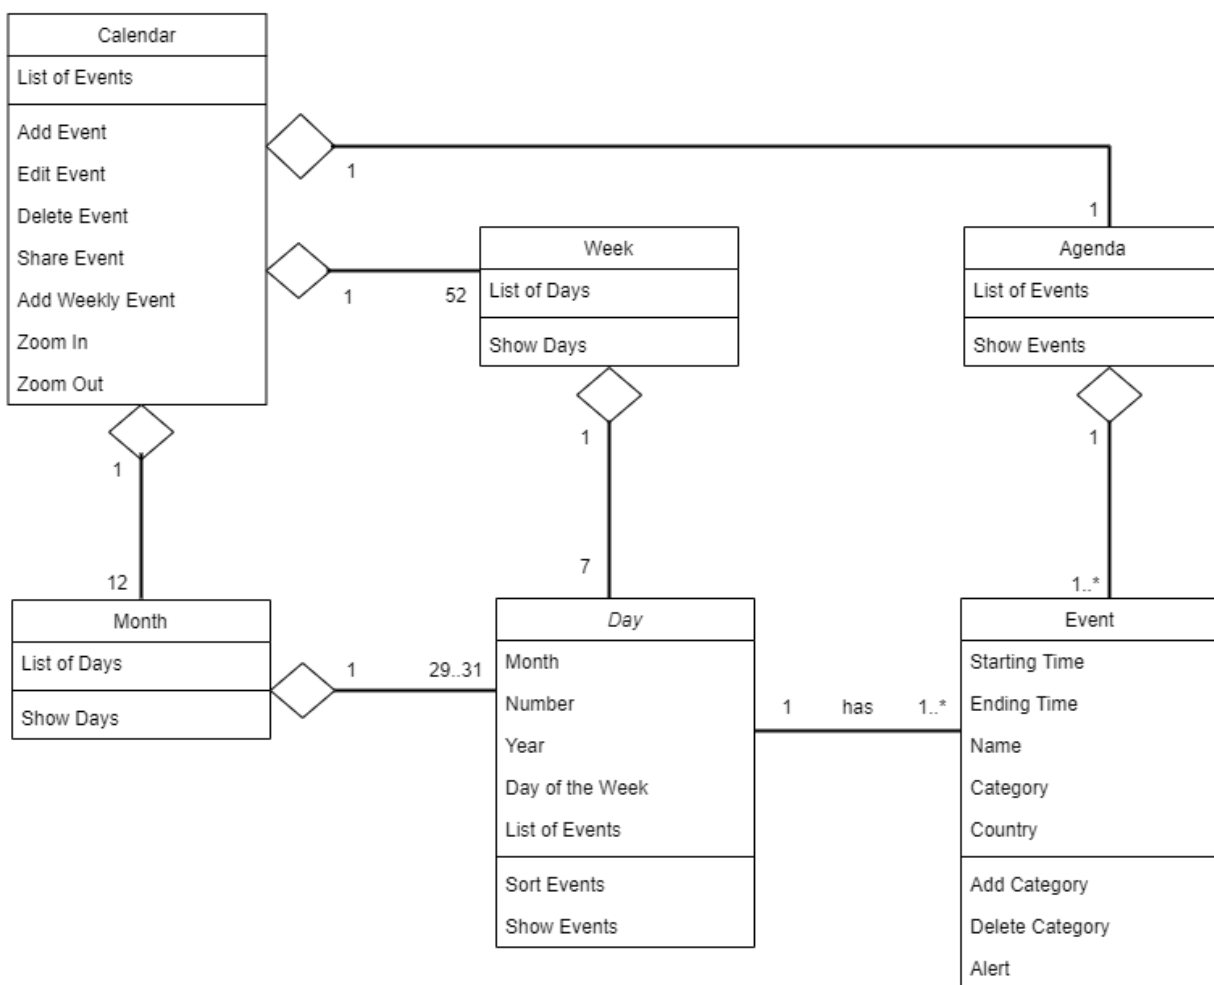 Calendar
List of Events
Add Event
Edit Event
Delete Event
Share Event
Add Weekly Event
Zoom In
Zoom Out
1
1
1
52
Week
List of Days
Show Days
Agenda
List of Events
Show Events
1
12
1
7
1
1..*
Month
List of Days
Show Days
1
29..31
Day
Month
Number
Year
Day of the Week
List of Events
Sort Events
Show Events
1 has 1..*
Event
Starting Time
Ending Time
Name
Category
Country
Add Category
Delete Category
Alert